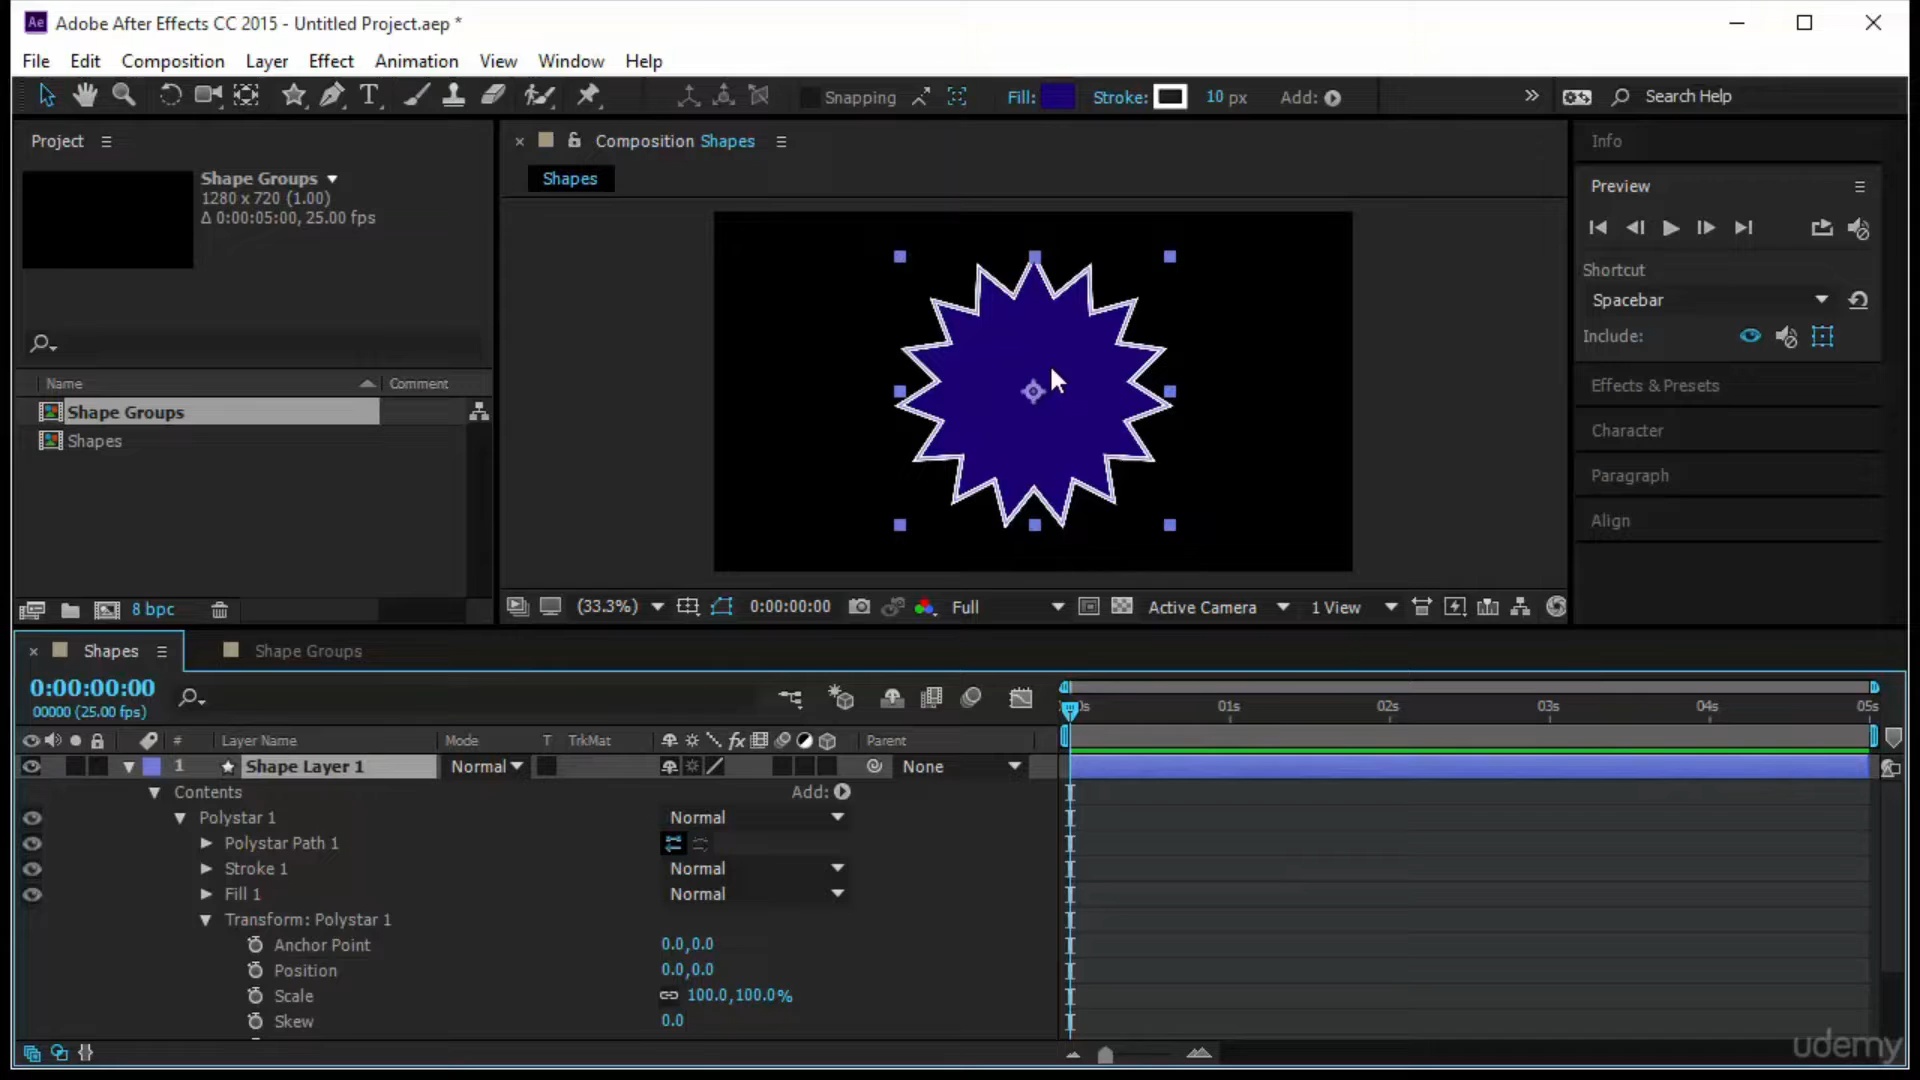 Ae Adobe After Effects CC 2015 - Untitled Project.aep *
File Edit Composition Layer Effect Animation View Window Help
Snapping Fill: Stroke: 10 px Add: Search Help
Project
Shape Groups
1280 x 720 (1.00)
Δ 0:00:05:00, 25.00 fps
Name Comment
Shape Groups
Shapes
8 bpc
Composition Shapes
Shapes
(33.3%) 0:00:00:00 Full Active Camera 1 View
Info
Preview
Shortcut
Spacebar
Include:
Effects & Presets
Character
Paragraph
Align
Shapes Shape Groups
0:00:00:00
00000 (25.00 fps)
01s 02s 03s 04s 05s
# Layer Name Mode T TrkMat fx Parent
1 Shape Layer 1 Normal None
Contents Add:
Polystar 1 Normal
Polystar Path 1
Stroke 1 Normal
Fill 1 Normal
Transform: Polystar 1
Anchor Point 0.0,0.0
Position 0.0,0.0
Scale 100.0,100.0%
Skew 0.0
udemy